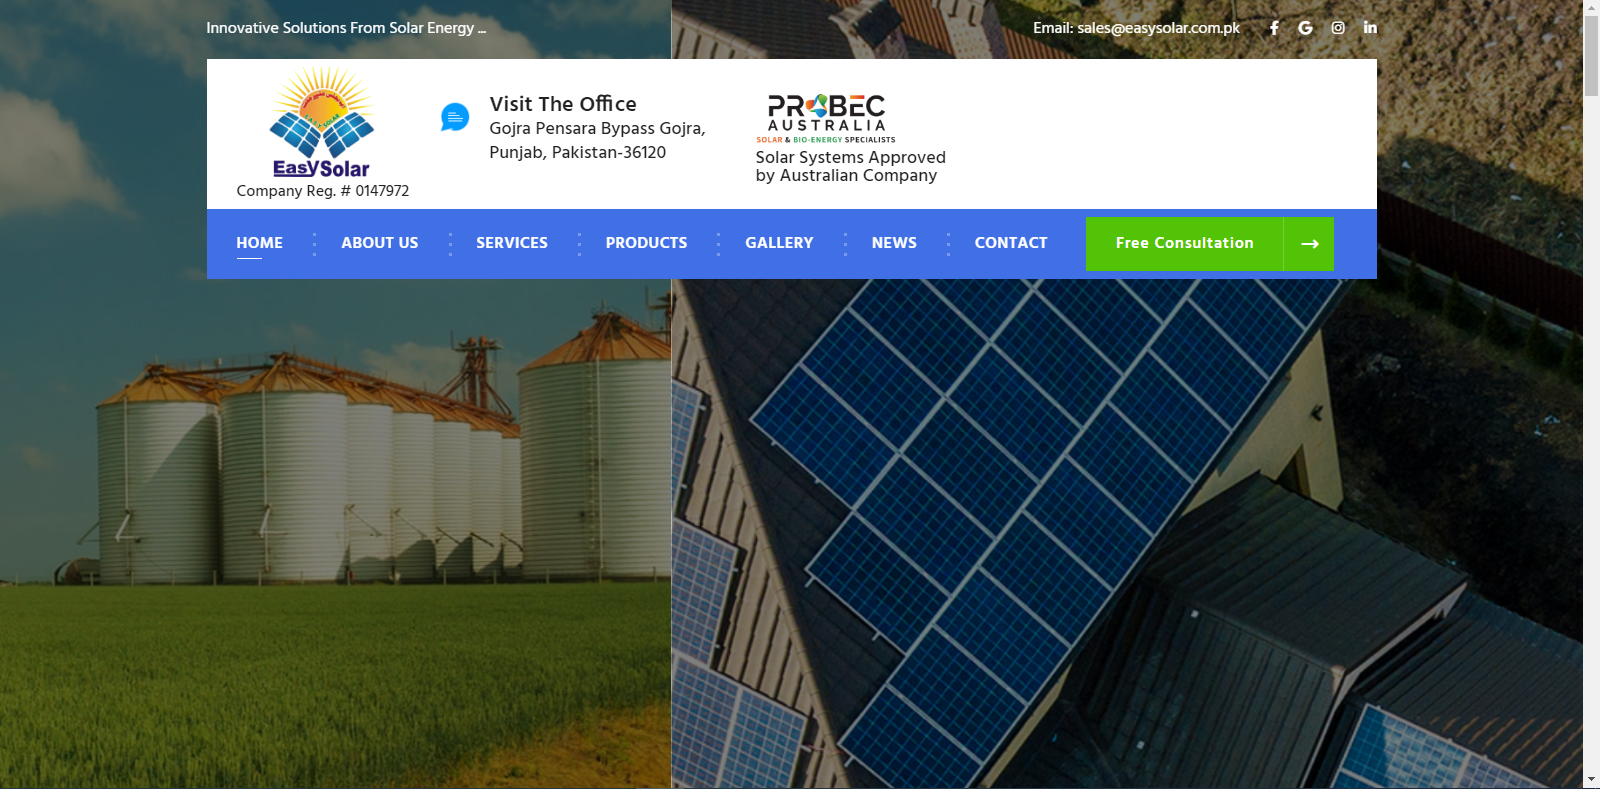 Innovative Solutions From Solar Energy ...
Email: sales@easysolar.com.pk
EasySolar
Company Reg. # 0147972
Visit The Office
Gojra Pensara Bypass Gojra,
Punjab, Pakistan-36120
PROBEC
AUSTRALIA
SOLAR & BIO-ENERGY SPECIALISTS
Solar Systems Approved
by Australian Company
HOME
ABOUT US
SERVICES
PRODUCTS
GALLERY
NEWS
CONTACT
Free Consultation